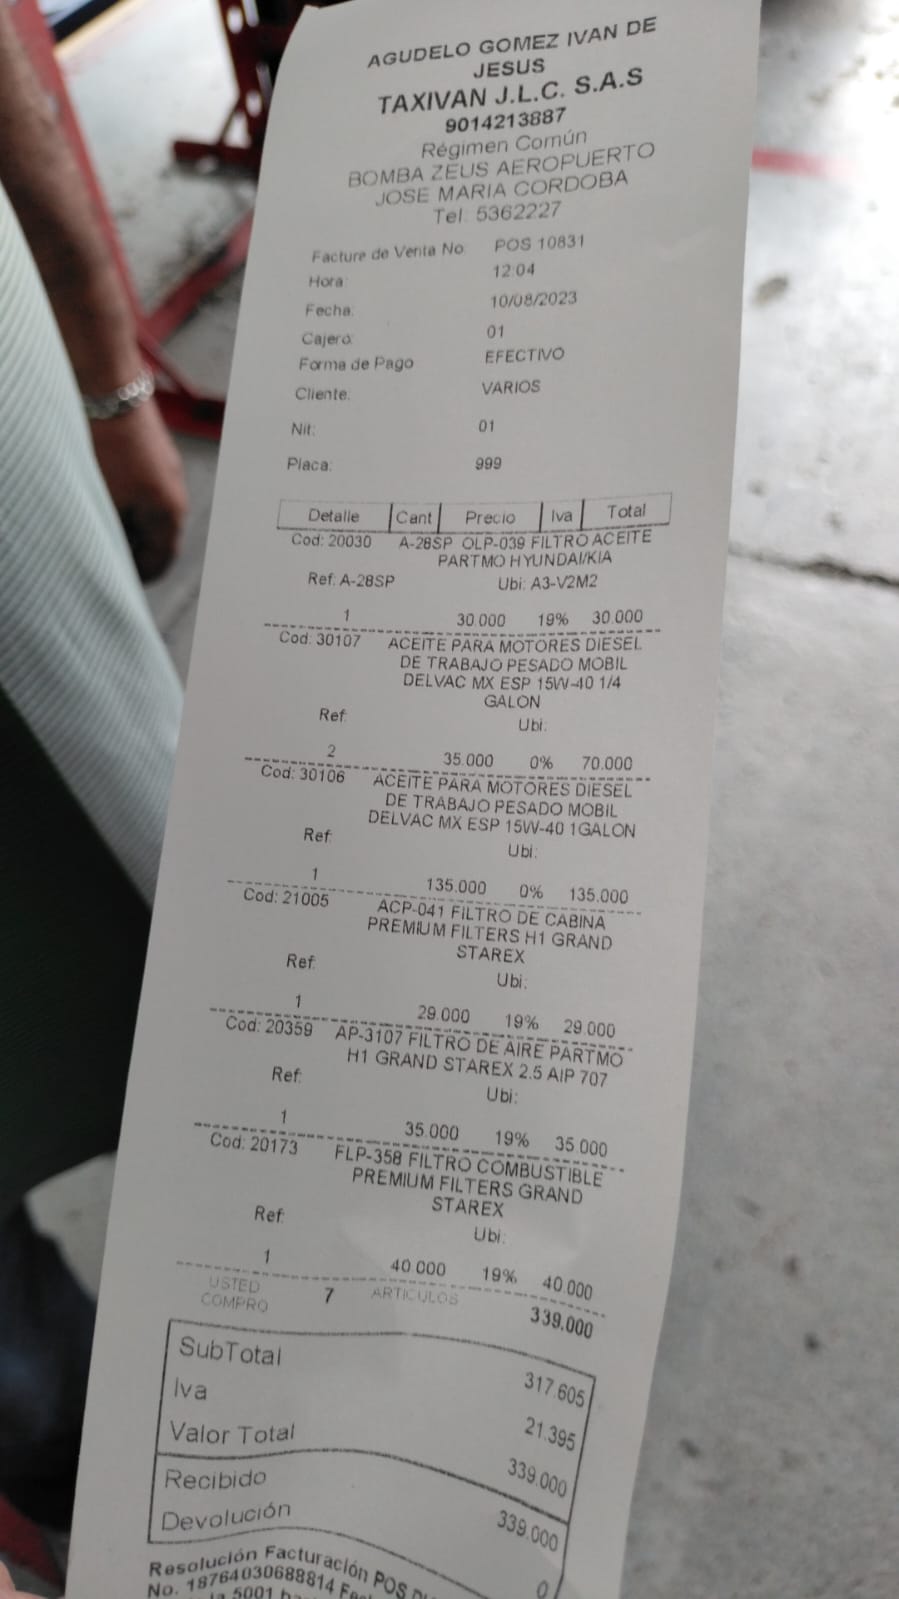 AGUDELO GOMEZ IVAN DE
JESUS
TAXIVAN J.L.C. S.A.S
9014213887
Régimen Común
BOMBA ZEUS AEROPUERTO
JOSE MARIA CORDOBA
Tel: 5362227
Facture de Venta No. POS 10831
Hora: 12:04
Fecha: 10/08/2023
Cajero: 01
Forma de Pago EFECTIVO
Cliente: VARIOS
Nit: 01
Placa: 999
Detalle Cant Precio Iva Total
Cod: 20030 A-28SP OLP-039 FILTRO ACEITE
PARTMO HYUNDAI/KIA
Ref: A-28SP Ubi: A3-V2M2
1 30.000 19% 30.000
Cod: 30107 ACEITE PARA MOTORES DIESEL
DE TRABAJO PESADO MOBIL
DELVAC MX ESP 15W-40 1/4
GALON
Ref: Ubi:
2 35.000 0% 70.000
Cod: 30106 ACEITE PARA MOTORES DIESEL
DE TRABAJO PESADO MOBIL
DELVAC MX ESP 15W-40 1GALON
Ref: Ubi:
1 135.000 0% 135.000
Cod: 21005 ACP-041 FILTRO DE CABINA
PREMIUM FILTERS H1 GRAND
STAREX
Ref: Ubi:
1 29.000 19% 29.000
Cod: 20359 AP-3107 FILTRO DE AIRE PARTMO
H1 GRAND STAREX 2.5 AIP 707
Ref: Ubi:
1 35.000 19% 35.000
Cod: 20173 FLP-358 FILTRO COMBUSTIBLE
PREMIUM FILTERS GRAND
STAREX
Ref: Ubi:
1 40.000 19% 40.000
USTED
COMPRO 7 ARTICULOS 339.000
SubTotal 317.605
Iva 21.395
Valor Total 339.000
Recibido 339.000
Devolución 0
Resolución Facturación POS
No. 18764030688814
5001